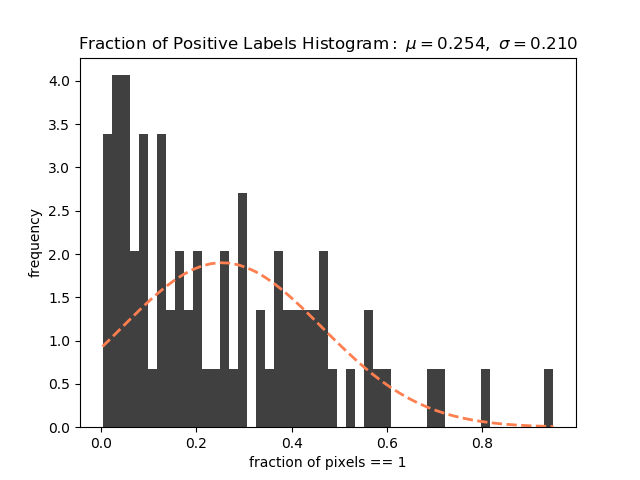 Fraction of Positive Labels Histogram: μ = 0.254, σ = 0.210
frequency
4.0
3.5
3.0
2.5
2.0
1.5
1.0
0.5
0.0
0.0 0.2 0.4 0.6 0.8
fraction of pixels == 1